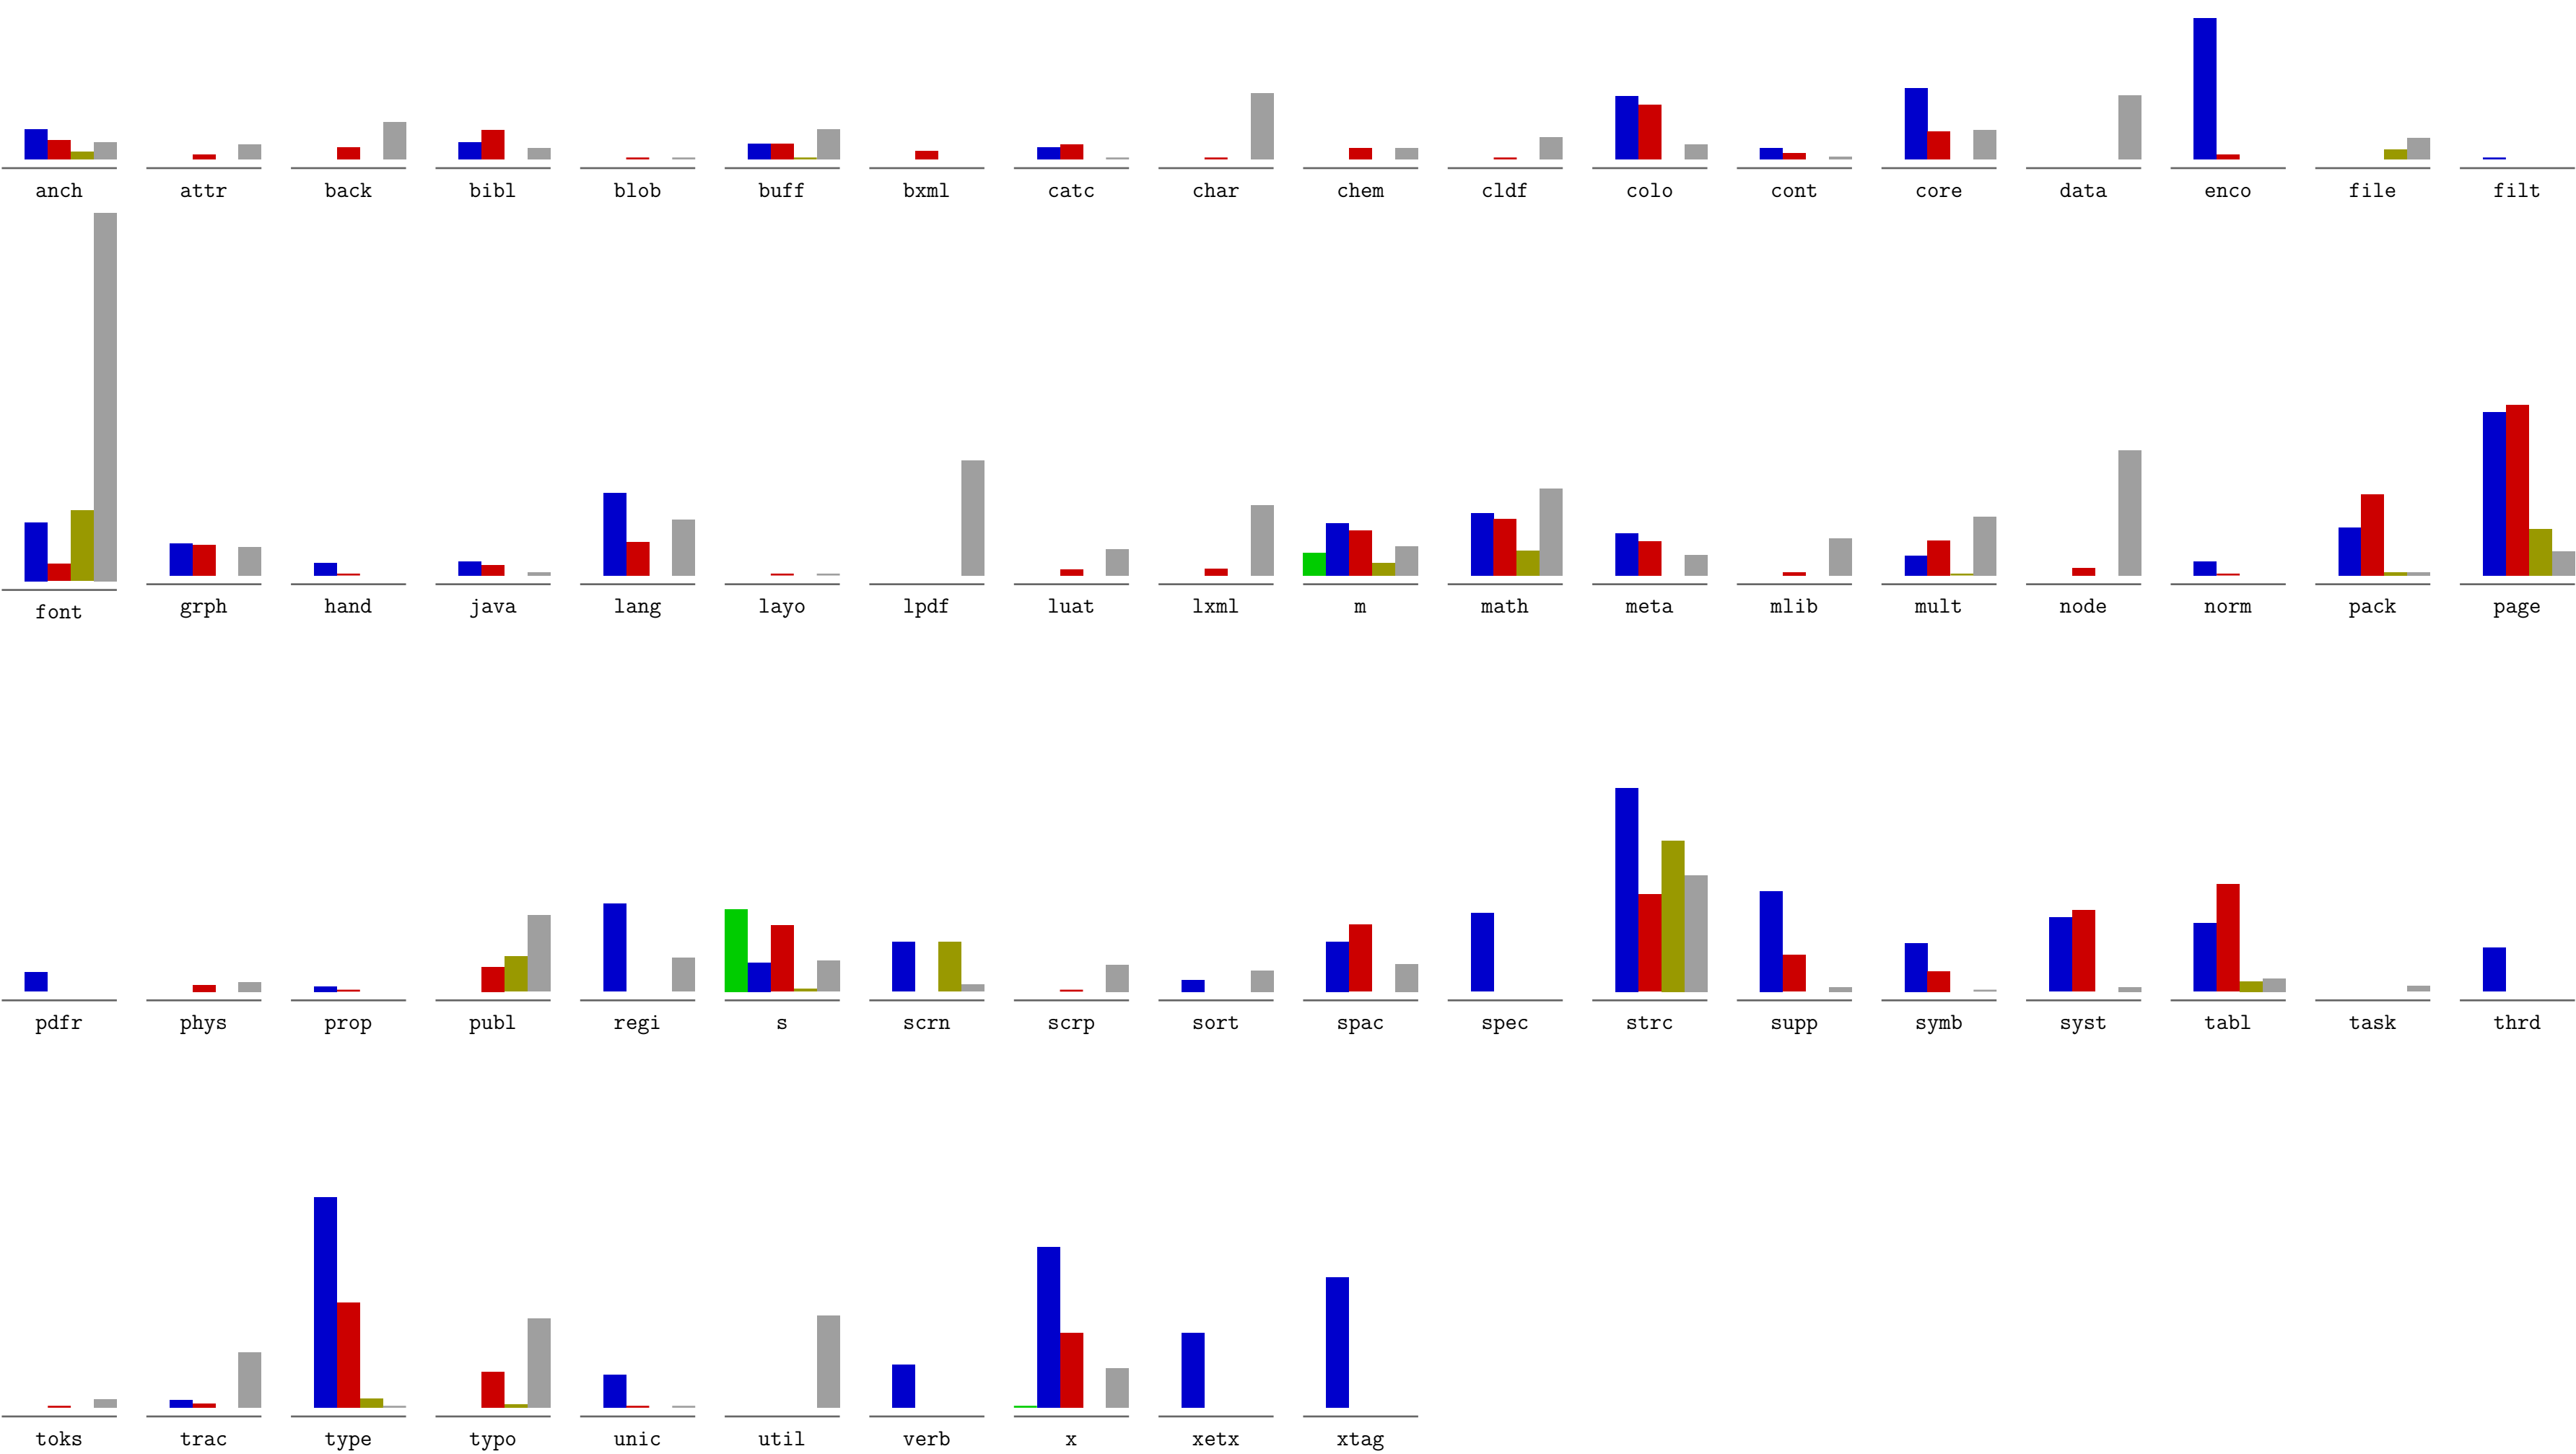 anch attr back bibl blob buff bxml catc char chem cldf colo cont core data enco file filt
font grph hand java lang layo lpdf luat lxml m math meta mlib mult node norm pack page
pdfr phys prop publ regi s scrn scrp sort spac spec strc supp symb syst tabl task thrd
toks trac type typo unic util verb x xetx xtag